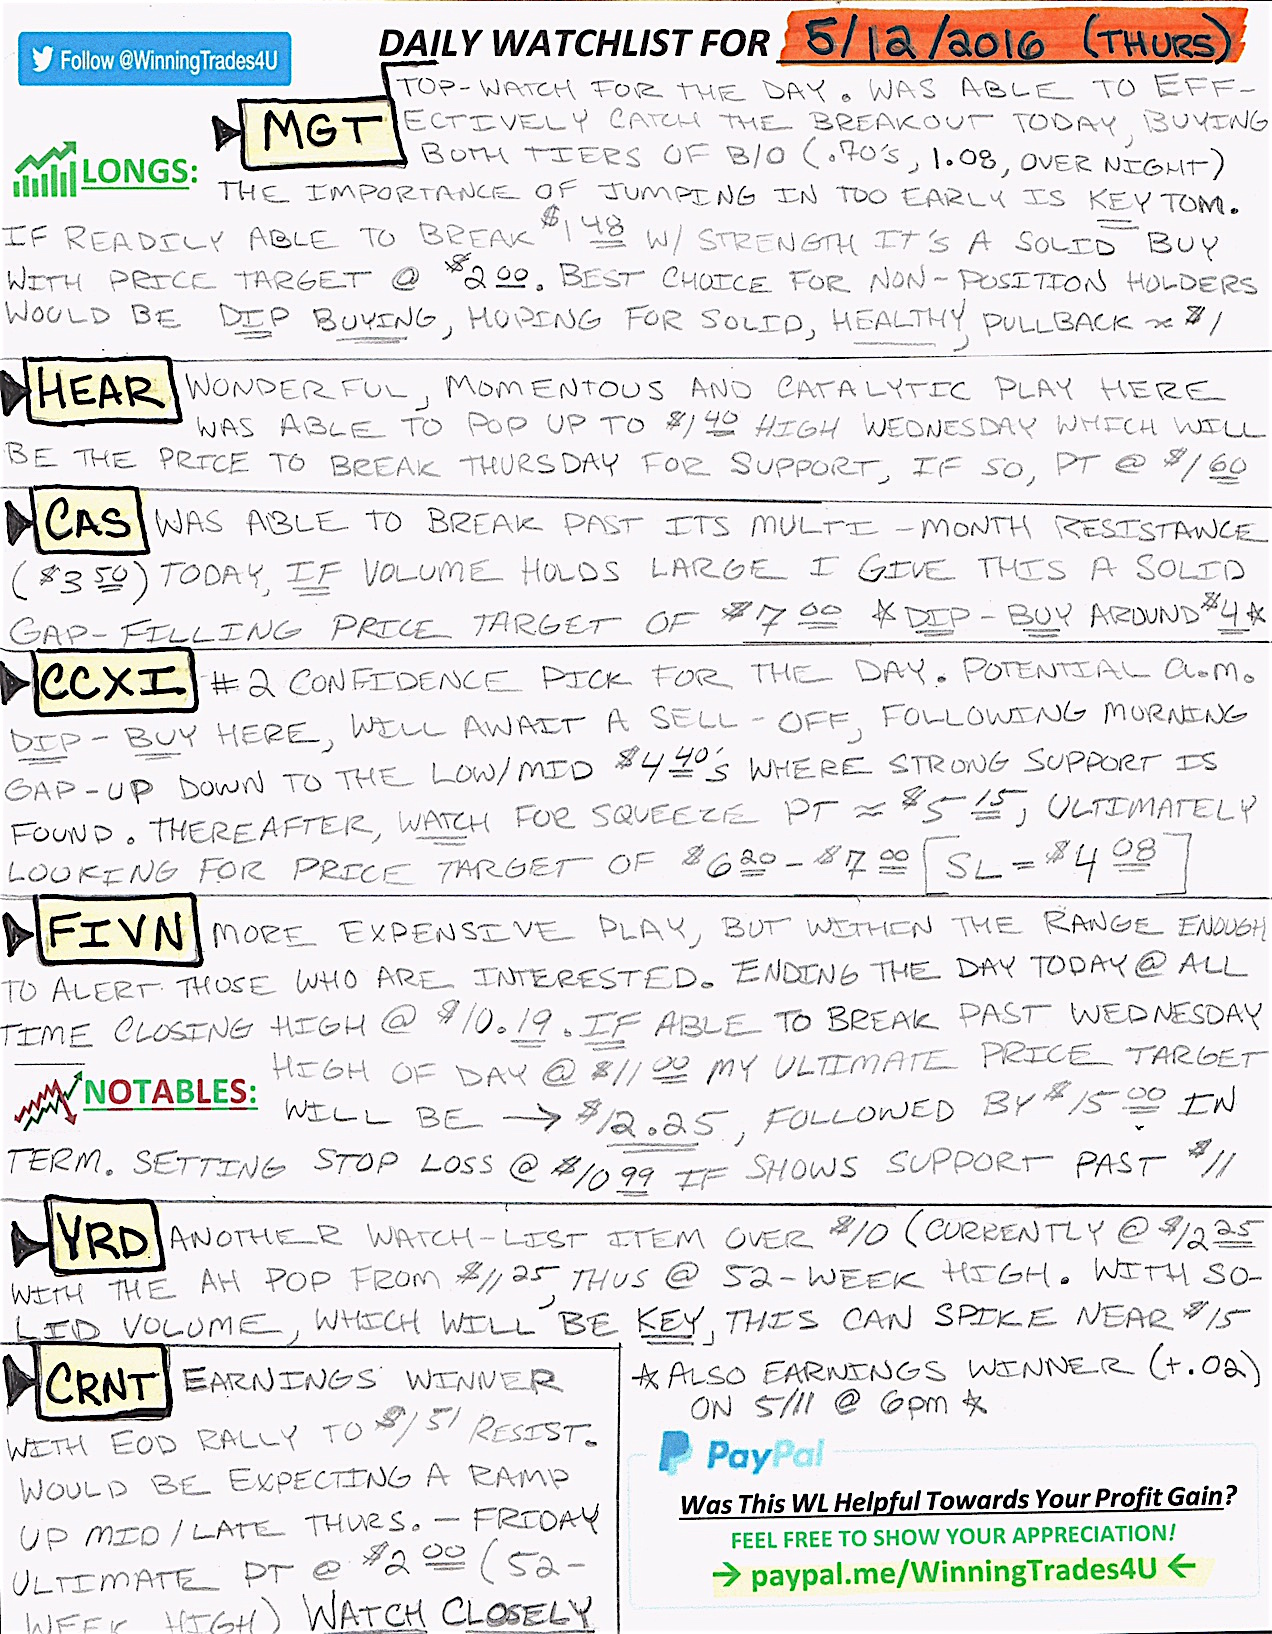 Follow @WinningTrades4U
DAILY WATCHLIST FOR 5/12/2016 (THURS)
LONGS:
MGT TOP-WATCH FOR THE DAY. WAS ABLE TO EFF-
ECTIVELY CATCH THE BREAKOUT TODAY, BUYING
BOTH TIERS OF B/O (.70'S, 1.08, OVER NIGHT)
THE IMPORTANCE OF JUMPING IN TOO EARLY IS KEY TOM.
IF READILY ABLE TO BREAK $1 48 W/ STRENGTH IT'S A SOLID BUY
WITH PRICE TARGET @ $2 00. BEST CHOICE FOR NON-POSITION HOLDERS
WOULD BE DIP BUYING, HOPING FOR SOLID, HEALTHY PULLBACK ≈ $1
HEAR WONDERFUL, MOMENTOUS AND CATALYTIC PLAY HERE
WAS ABLE TO POP UP TO $1 40 HIGH WEDNESDAY WHICH WILL
BE THE PRICE TO BREAK THURSDAY FOR SUPPORT, IF SO, PT @ $1 60
CAS WAS ABLE TO BREAK PAST ITS MULTI-MONTH RESISTANCE
($3 50) TODAY, IF VOLUME HOLDS LARGE I GIVE THIS A SOLID
GAP-FILLING PRICE TARGET OF $7 00 *DIP-BUY AROUND $4*
CCXI #2 CONFIDENCE PICK FOR THE DAY. POTENTIAL a.m.
DIP-BUY HERE, WILL AWAIT A SELL-OFF, FOLLOWING MORNING
GAP-UP DOWN TO THE LOW/MID $4 40's WHERE STRONG SUPPORT IS
FOUND. THEREAFTER, WATCH FOR SQUEEZE PT ≈ $5 15, ULTIMATELY
LOOKING FOR PRICE TARGET OF $6 20 - $7 00 [SL = $4 08]
FIVN MORE EXPENSIVE PLAY, BUT WITHIN THE RANGE ENOUGH
TO ALERT THOSE WHO ARE INTERESTED. ENDING THE DAY TODAY @ ALL
TIME CLOSING HIGH @ $10.19. IF ABLE TO BREAK PAST WEDNESDAY
HIGH OF DAY @ $11 00 MY ULTIMATE PRICE TARGET
NOTABLES:
WILL BE → $12.25, FOLLOWED BY $15 00 IN
TERM. SETTING STOP LOSS @ $10 99 IF SHOWS SUPPORT PAST $11
YRD ANOTHER WATCH-LIST ITEM OVER $10 (CURRENTLY @ $12 25
WITH THE AH POP FROM $11 25, THUS @ 52-WEEK HIGH. WITH SO-
LID VOLUME, WHICH WILL BE KEY, THIS CAN SPIKE NEAR $15
*ALSO EARNINGS WINNER (+.02)
ON 5/11 @ 6pm *
CRNT EARNINGS WINNER
WITH EOD RALLY TO $1 51 RESIST.
WOULD BE EXPECTING A RAMP
UP MID/LATE THURS. - FRIDAY
ULTIMATE PT @ $2 00 (52-
WEEK HIGH) WATCH CLOSELY
PayPal
Was This WL Helpful Towards Your Profit Gain?
FEEL FREE TO SHOW YOUR APPRECIATION!
→ paypal.me/WinningTrades4U ←